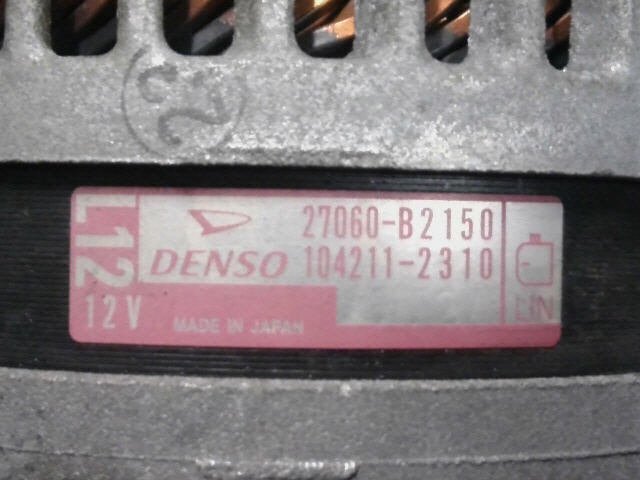 L12
27060-B2150
DENSO 104211-2310
12V
MADE IN JAPAN
LIN